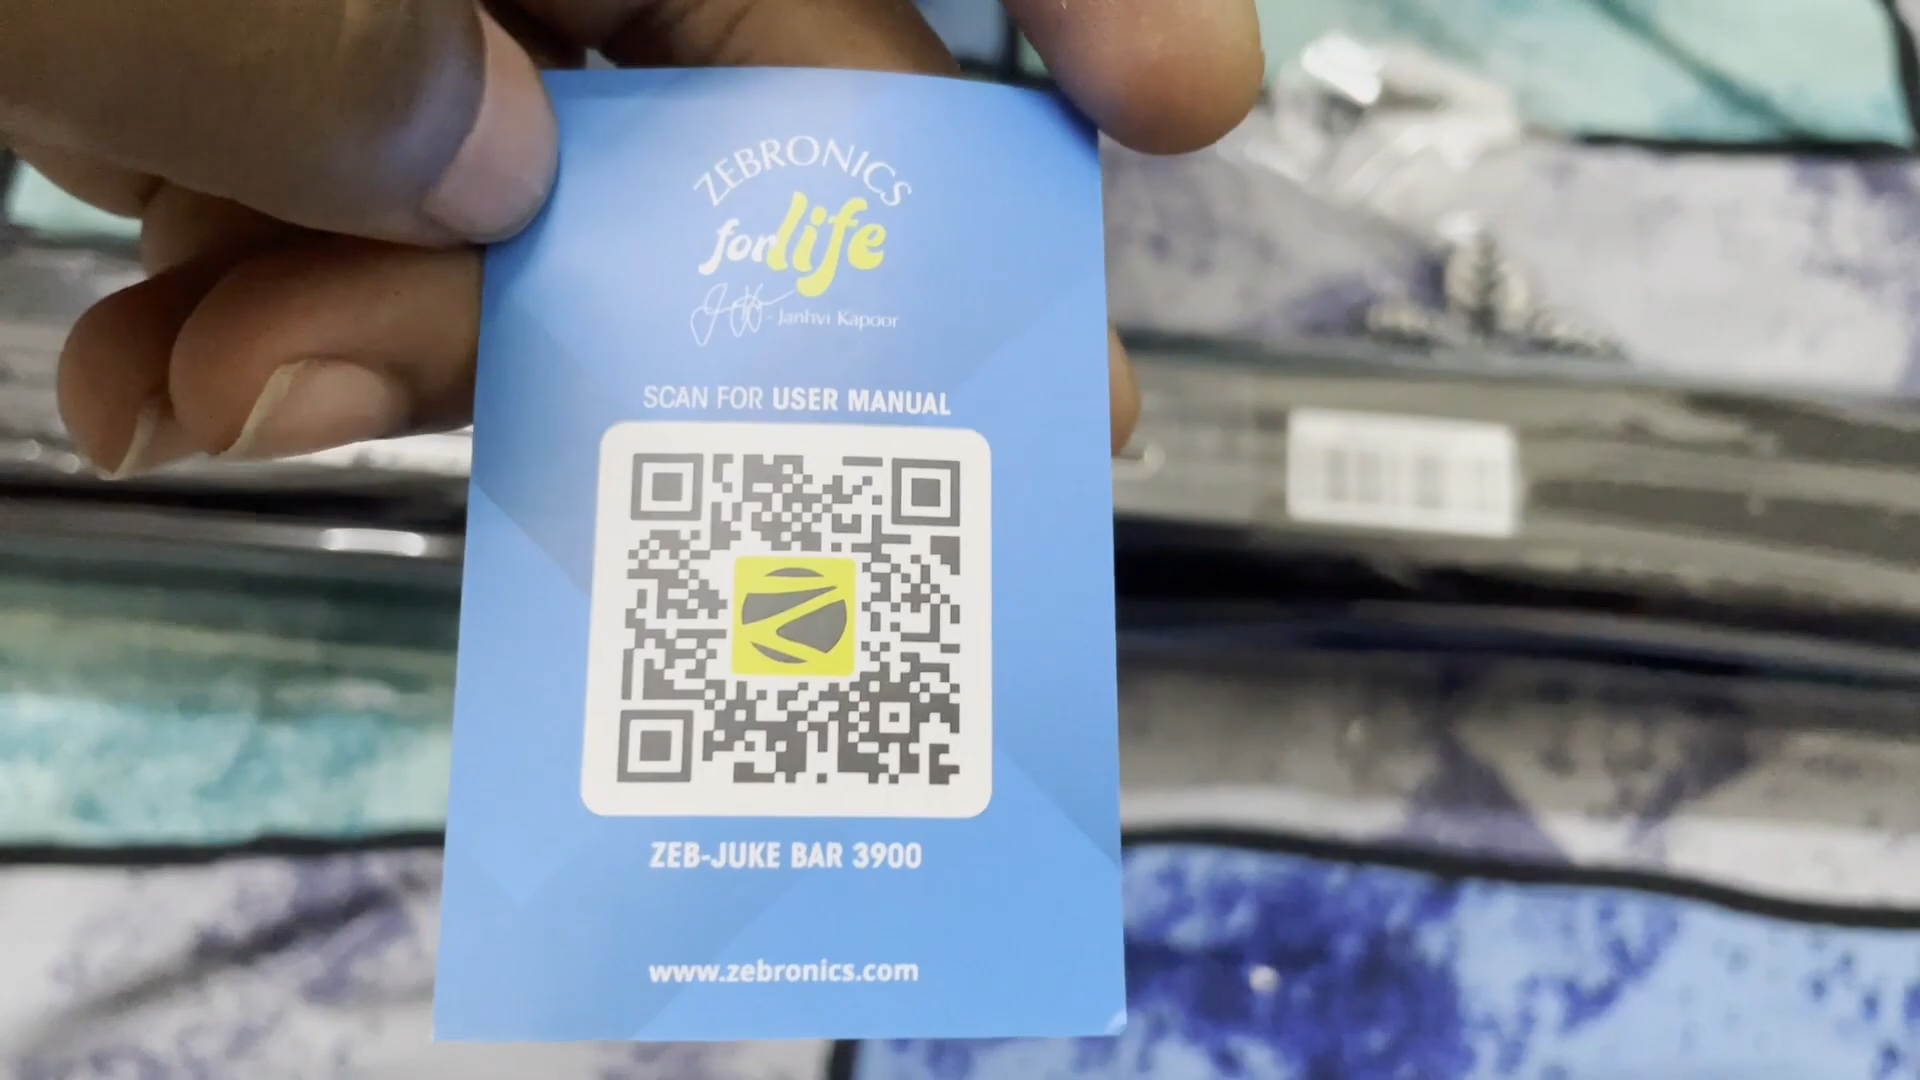 ZEBRONICS
for life
- Janhvi Kapoor
SCAN FOR USER MANUAL
ZEB-JUKE BAR 3900
www.zebronics.com